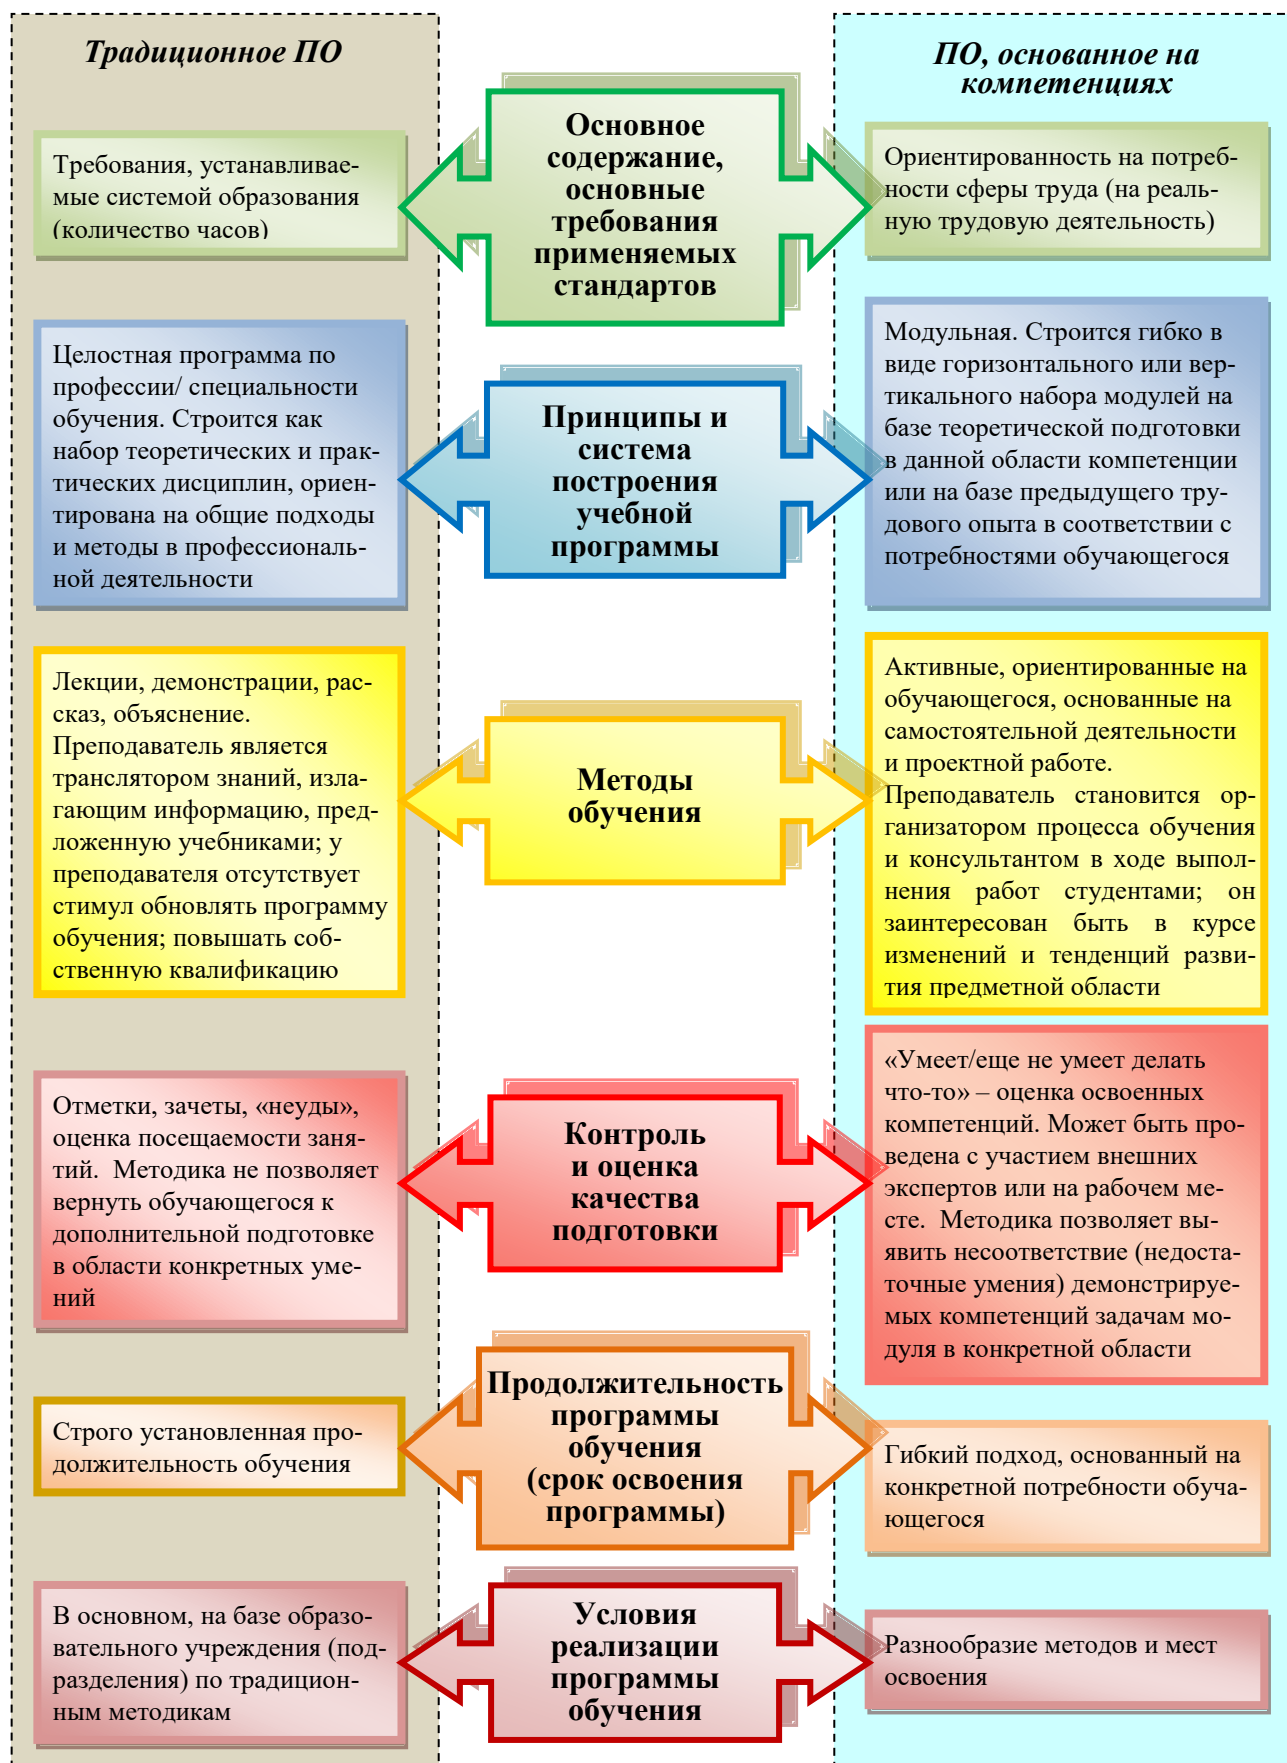 Традиционное ПО
ПО, основанное на
компетенциях
Требования, устанавливае-
мые системой образования
(количество часов)
Основное
содержание,
основные
требования
применяемых
стандартов
Ориентированность на потреб-
ности сферы труда (на реаль-
ную трудовую деятельность)
Целостная программа по
профессии/ специальности
обучения. Строится как
набор теоретических и прак-
тических дисциплин, ориен-
тирована на общие подходы
и методы в профессиональ-
ной деятельности
Принципы и
система
построения
учебной
программы
Модульная. Строится гибко в
виде горизонтального или вер-
тикального набора модулей на
базе теоретической подготовки
в данной области компетенции
или на базе предыдущего тру-
дового опыта в соответствии с
потребностями обучающегося
Лекции, демонстрации, рас-
сказ, объяснение.
Преподаватель является
транслятором знаний, изла-
гающим информацию, пред-
ложенную учебниками; у
преподавателя отсутствует
стимул обновлять программу
обучения; повышать соб-
ственную квалификацию
Методы
обучения
Активные, ориентированные на
обучающегося, основанные на
самостоятельной деятельности
и проектной работе.
Преподаватель становится ор-
ганизатором процесса обучения
и консультантом в ходе выпол-
нения работ студентами; он
заинтересован быть в курсе
изменений и тенденций разви-
тия предметной области
Отметки, зачеты, «неуды»,
оценка посещаемости заня-
тий. Методика не позволяет
вернуть обучающегося к
дополнительной подготовке
в области конкретных уме-
ний
Контроль
и оценка
качества
подготовки
«Умеет/еще не умеет делать
что-то» – оценка освоенных
компетенций. Может быть про-
ведена с участием внешних
экспертов или на рабочем ме-
сте. Методика позволяет вы-
явить несоответствие (недоста-
точные умения) демонстрируе-
мых компетенций задачам мо-
дуля в конкретной области
Строго установленная про-
должительность обучения
Продолжительность
программы
обучения
(срок освоения
программы)
Гибкий подход, основанный на
конкретной потребности обуча-
ющегося
В основном, на базе образо-
вательного учреждения (под-
разделения) по традицион-
ным методикам
Условия
реализации
программы
обучения
Разнообразие методов и мест
освоения